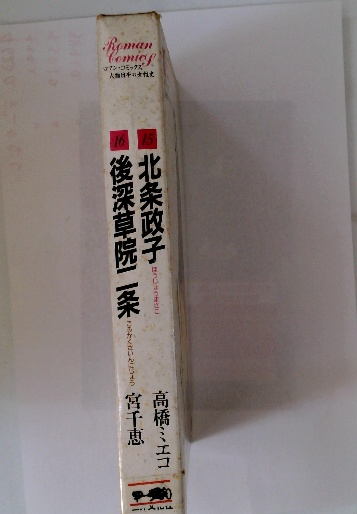 Roman
Comics
ロマン・コミックス
人物日本の女性史
15
北条政子
ほうじょうまさこ
高橋ミエコ
16
後深草院二条
ごふかくさいんにじょう
宮千恵